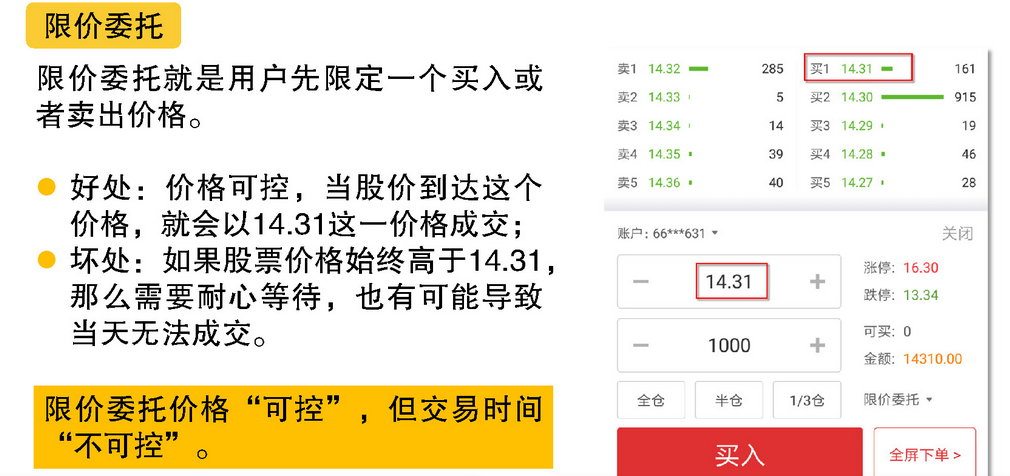 限价委托
限价委托就是用户先限定一个买入或
者卖出价格。
● 好处：价格可控，当股价到达这个
价格，就会以14.31这一价格成交；
● 坏处：如果股票价格始终高于14.31，
那么需要耐心等待，也有可能导致
当天无法成交。
限价委托价格“可控”，但交易时间
“不可控”。
卖1 14.32 285 买1 14.31 161
卖2 14.33 5 买2 14.30 915
卖3 14.34 14 买3 14.29 19
卖4 14.35 39 买4 14.28 46
卖5 14.36 40 买5 14.27 28
账户: 66***631 关闭
14.31
涨停: 16.30
跌停: 13.34
1000
可买: 0
金额: 14310.00
全仓 半仓 1/3仓 限价委托
买入 全屏下单 >